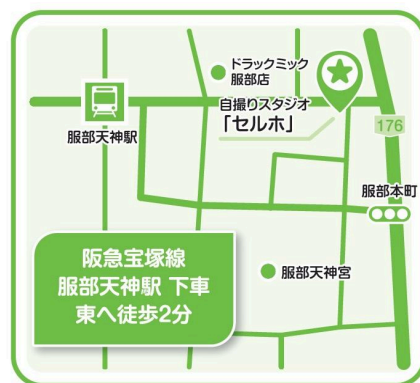 ドラックミック
服部店
自撮りスタジオ
「セルホ」
服部天神駅
176
服部本町
服部天神宮
阪急宝塚線
服部天神駅 下車
東へ徒歩2分